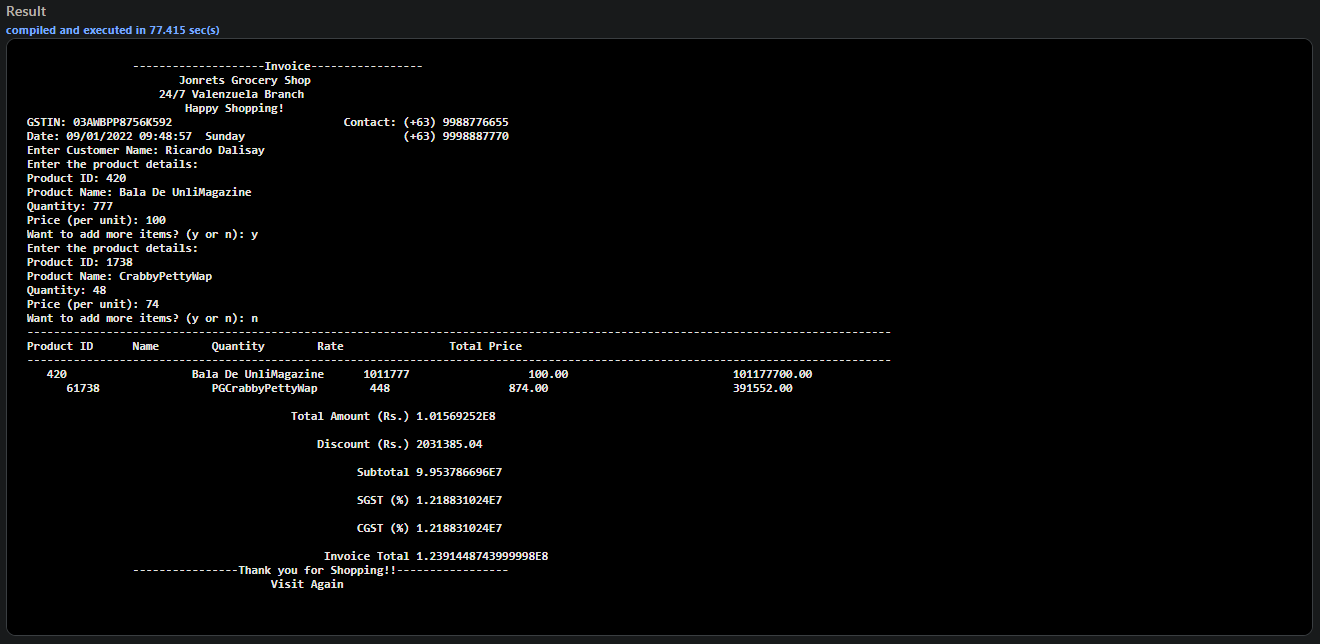 Result
compiled and executed in 77.415 sec(s)
--------------------Invoice-----------------
Jonrets Grocery Shop
24/7 Valenzuela Branch
Happy Shopping!
GSTIN: 03AWBPP8756K592 Contact: (+63) 9988776655
Date: 09/01/2022 09:48:57 Sunday (+63) 9998887770
Enter Customer Name: Ricardo Dalisay
Enter the product details:
Product ID: 420
Product Name: Bala De UnliMagazine
Quantity: 777
Price (per unit): 100
Want to add more items? (y or n): y
Enter the product details:
Product ID: 1738
Product Name: CrabbyPettyWap
Quantity: 48
Price (per unit): 74
Want to add more items? (y or n): n
-----------------------------------------------------------------------------------------------------------------------------------
Product ID Name Quantity Rate Total Price
-----------------------------------------------------------------------------------------------------------------------------------
420 Bala De UnliMagazine 1011777 100.00 101177700.00
61738 PGCrabbyPettyWap 448 874.00 391552.00
Total Amount (Rs.) 1.01569252E8
Discount (Rs.) 2031385.04
Subtotal 9.953786696E7
SGST (%) 1.218831024E7
CGST (%) 1.218831024E7
Invoice Total 1.2391448743999998E8
----------------Thank you for Shopping!!-----------------
Visit Again